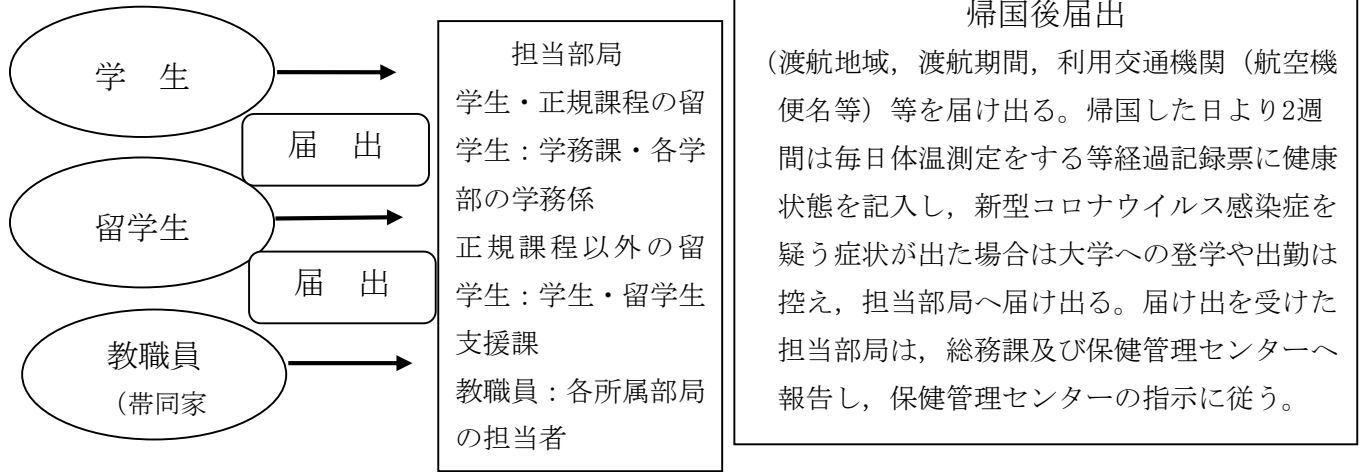 学　生
届　出
留学生
届　出
教職員
（帯同家
担当部局
学生・正規課程の留
学生：学務課・各学
部の学務係
正規課程以外の留
学生：学生・留学生
支援課
教職員：各所属部局
の担当者
帰国後届出
（渡航地域，渡航期間，利用交通機関（航空機
便名等）等を届け出る。帰国した日より2週
間は毎日体温測定をする等経過記録票に健康
状態を記入し，新型コロナウイルス感染症を
疑う症状が出た場合は大学への登学や出勤は
控え，担当部局へ届け出る。届け出を受けた
担当部局は，総務課及び保健管理センターへ
報告し，保健管理センターの指示に従う。